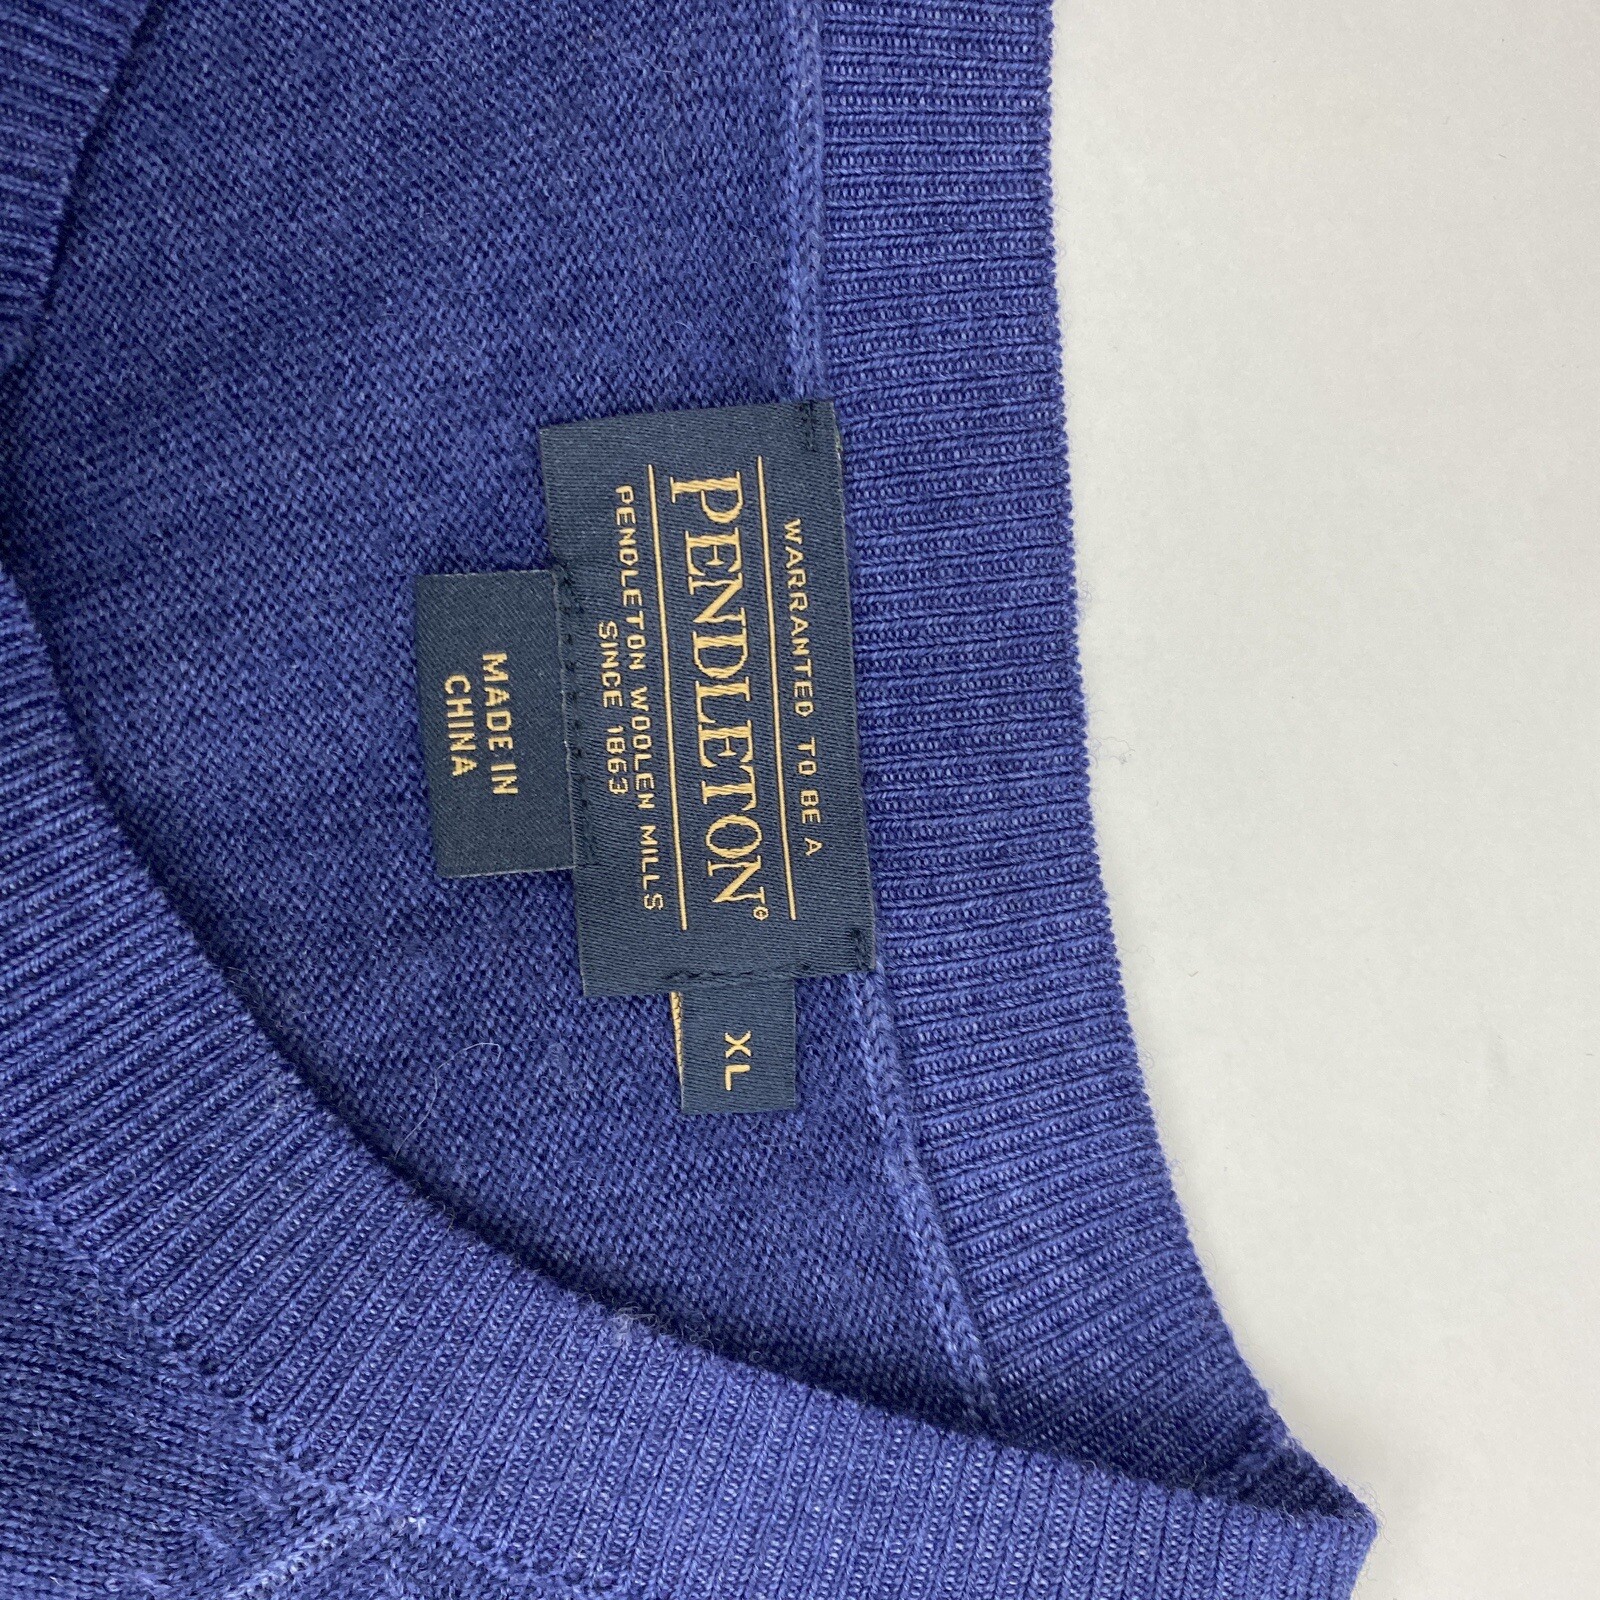 WARRANTED TO BE A
PENDLETON®
PENDLETON WOOLEN MILLS
SINCE 1863
MADE IN
CHINA
XL